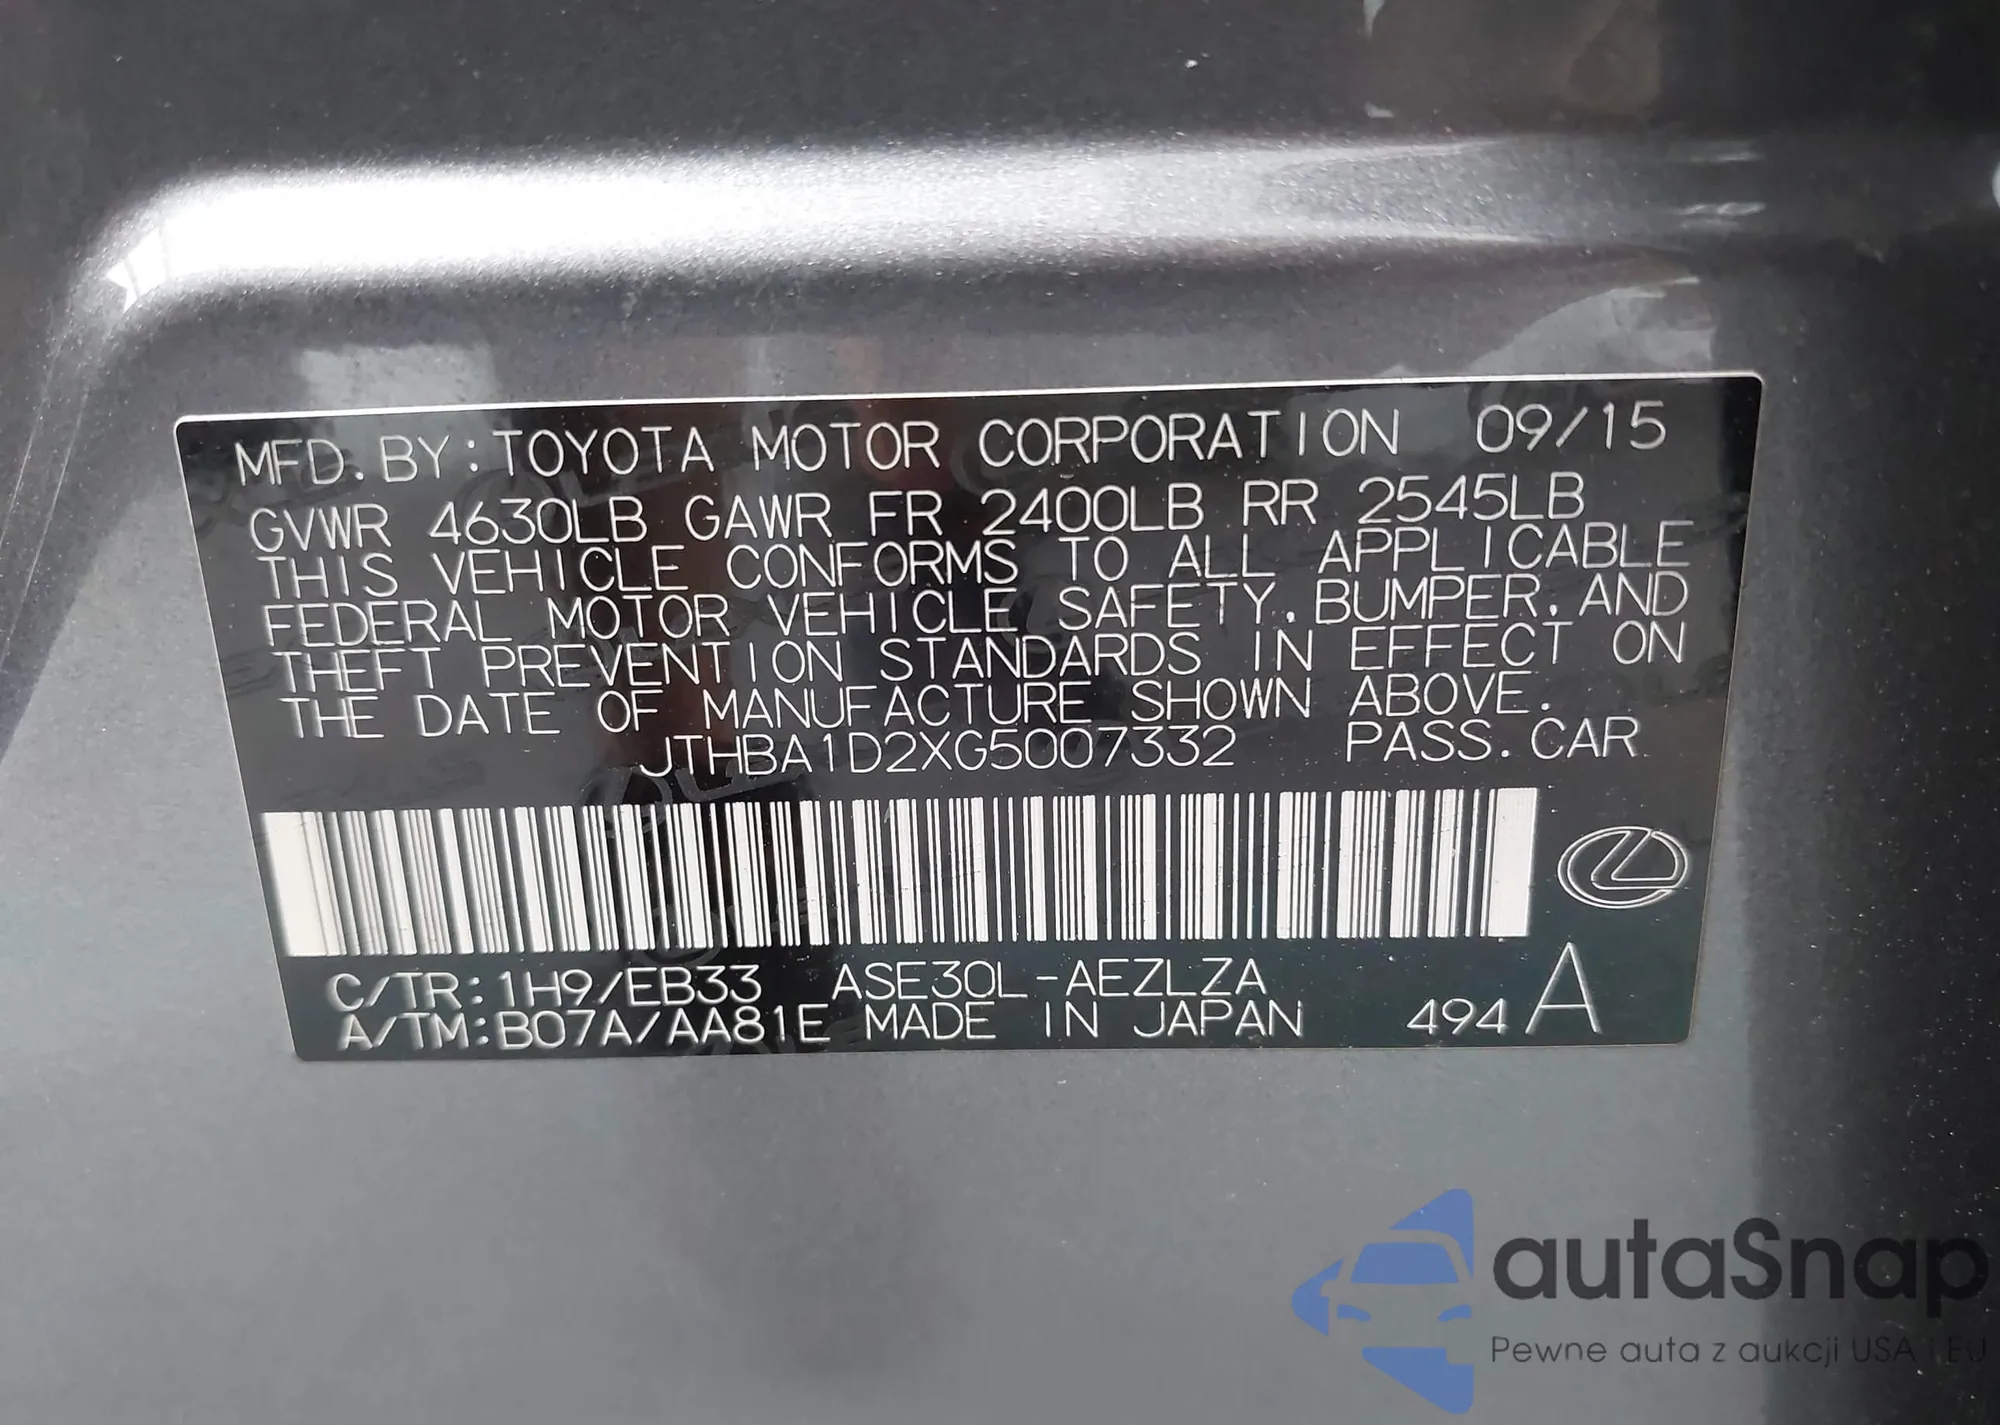 MFD. BY: TOYOTA MOTOR CORPORATION 09/15
GVWR 4630LB GAWR FR 2400LB RR 2545LB
THIS VEHICLE CONFORMS TO ALL APPLICABLE
FEDERAL MOTOR VEHICLE SAFETY, BUMPER, AND
THEFT PREVENTION STANDARDS IN EFFECT ON
THE DATE OF MANUFACTURE SHOWN ABOVE.
JTHBA1D2XG5007332 PASS. CAR
C/TR: 1H9/EB33 ASE30L-AEZLZA
A/TM: B07A/AA81E MADE IN JAPAN 494 A
autaSnap
Pewne auta z aukcji USA i EU